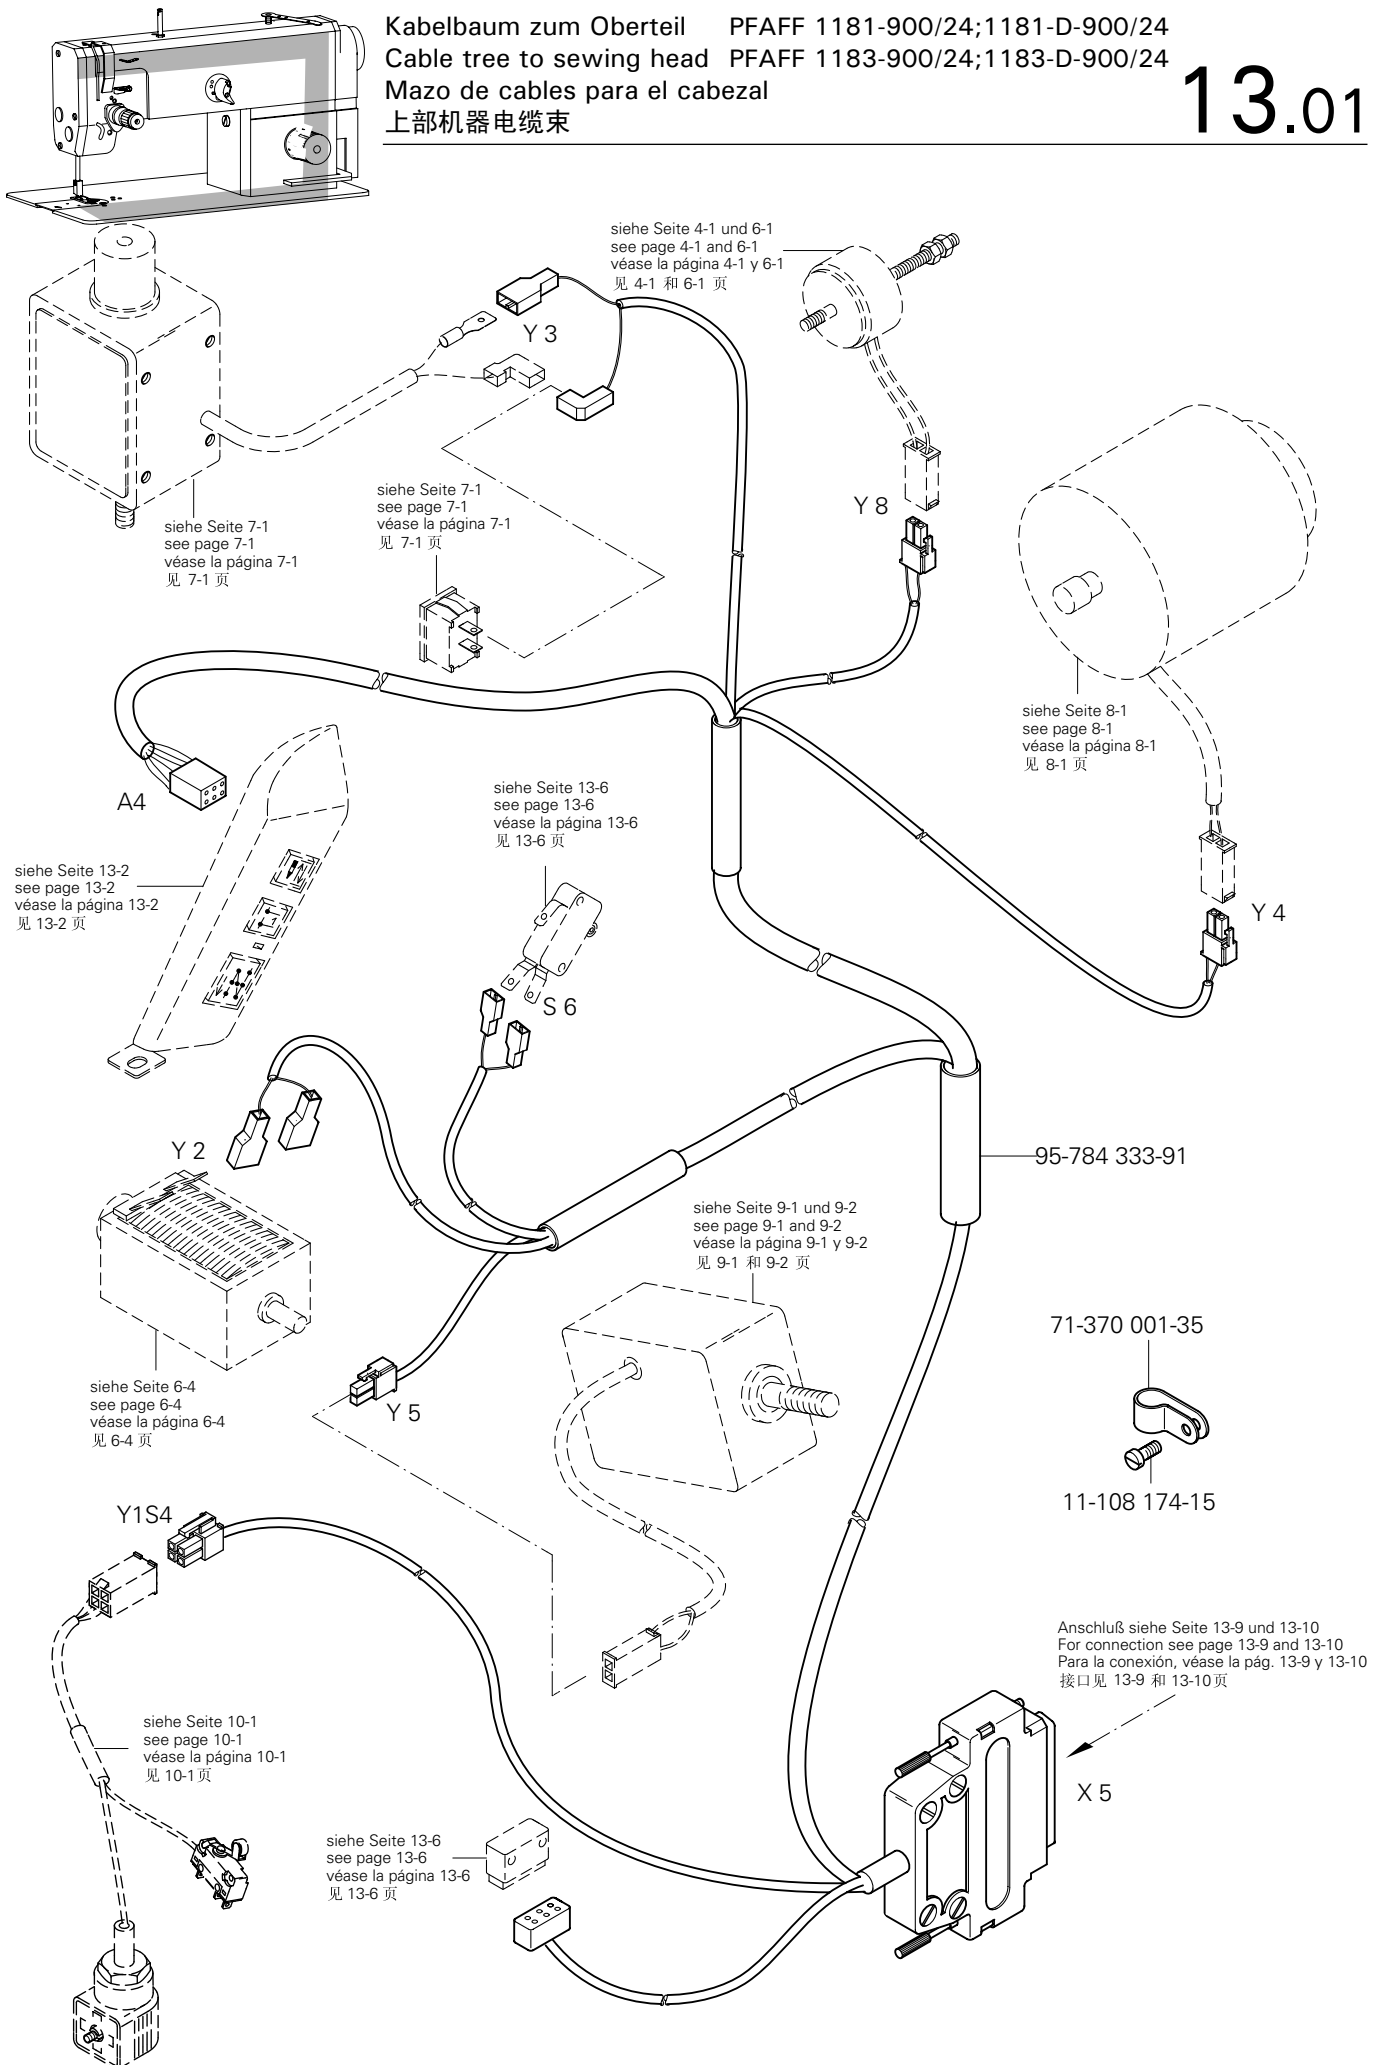 Kabelbaum zum Oberteil PFAFF 1181-900/24;1181-D-900/24
Cable tree to sewing head PFAFF 1183-900/24;1183-D-900/24
Mazo de cables para el cabezal
上部机器电缆束
13.01
siehe Seite 4-1 und 6-1
see page 4-1 and 6-1
véase la página 4-1 y 6-1
见 4-1 和 6-1 页
Y 3
siehe Seite 7-1
see page 7-1
véase la página 7-1
见 7-1 页
Y 8
siehe Seite 7-1
see page 7-1
véase la página 7-1
见 7-1 页
siehe Seite 8-1
see page 8-1
véase la página 8-1
见 8-1 页
A4
siehe Seite 13-6
see page 13-6
véase la página 13-6
见 13-6 页
siehe Seite 13-2
see page 13-2
véase la página 13-2
见 13-2 页
Y 4
S 6
Y 2
95-784 333-91
siehe Seite 9-1 und 9-2
see page 9-1 and 9-2
véase la página 9-1 y 9-2
见 9-1 和 9-2 页
71-370 001-35
siehe Seite 6-4
see page 6-4
véase la página 6-4
见 6-4 页
Y 5
11-108 174-15
Y1S4
Anschluß siehe Seite 13-9 und 13-10
For connection see page 13-9 and 13-10
Para la conexión, véase la pág. 13-9 y 13-10
接口见 13-9 和 13-10页
siehe Seite 10-1
see page 10-1
véase la página 10-1
见 10-1页
X 5
siehe Seite 13-6
see page 13-6
véase la página 13-6
见 13-6 页